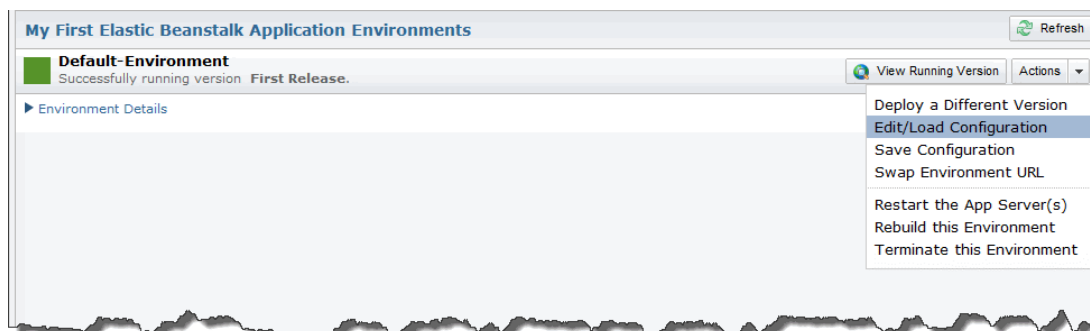 My First Elastic Beanstalk Application Environments
Refresh
Default-Environment
Successfully running version First Release.
View Running Version
Actions
Environment Details
Deploy a Different Version
Edit/Load Configuration
Save Configuration
Swap Environment URL
Restart the App Server(s)
Rebuild this Environment
Terminate this Environment